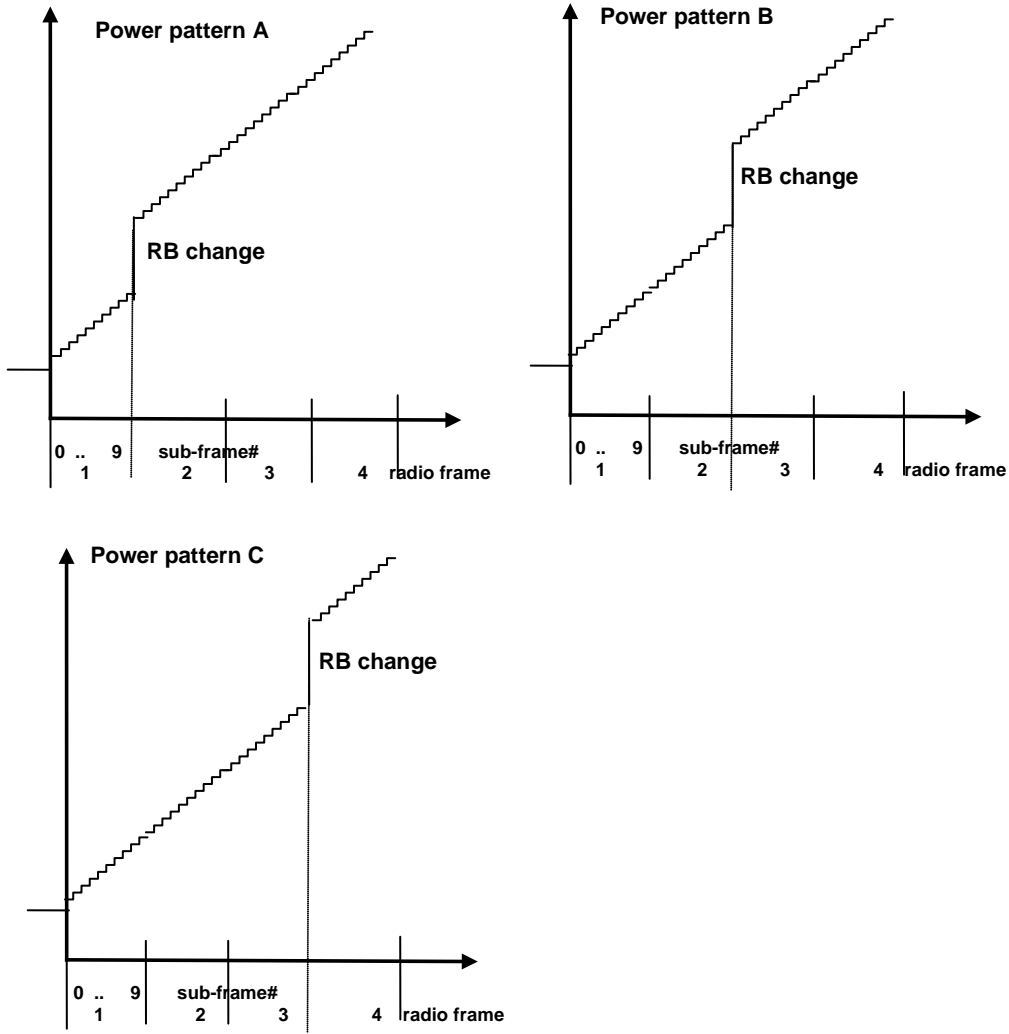 Power pattern A
RB change
0 .. 9 sub-frame#
1 2 3 4 radio frame
Power pattern B
RB change
0 .. 9 sub-frame#
1 2 3 4 radio frame
Power pattern C
RB change
0 .. 9 sub-frame#
1 2 3 4 radio frame